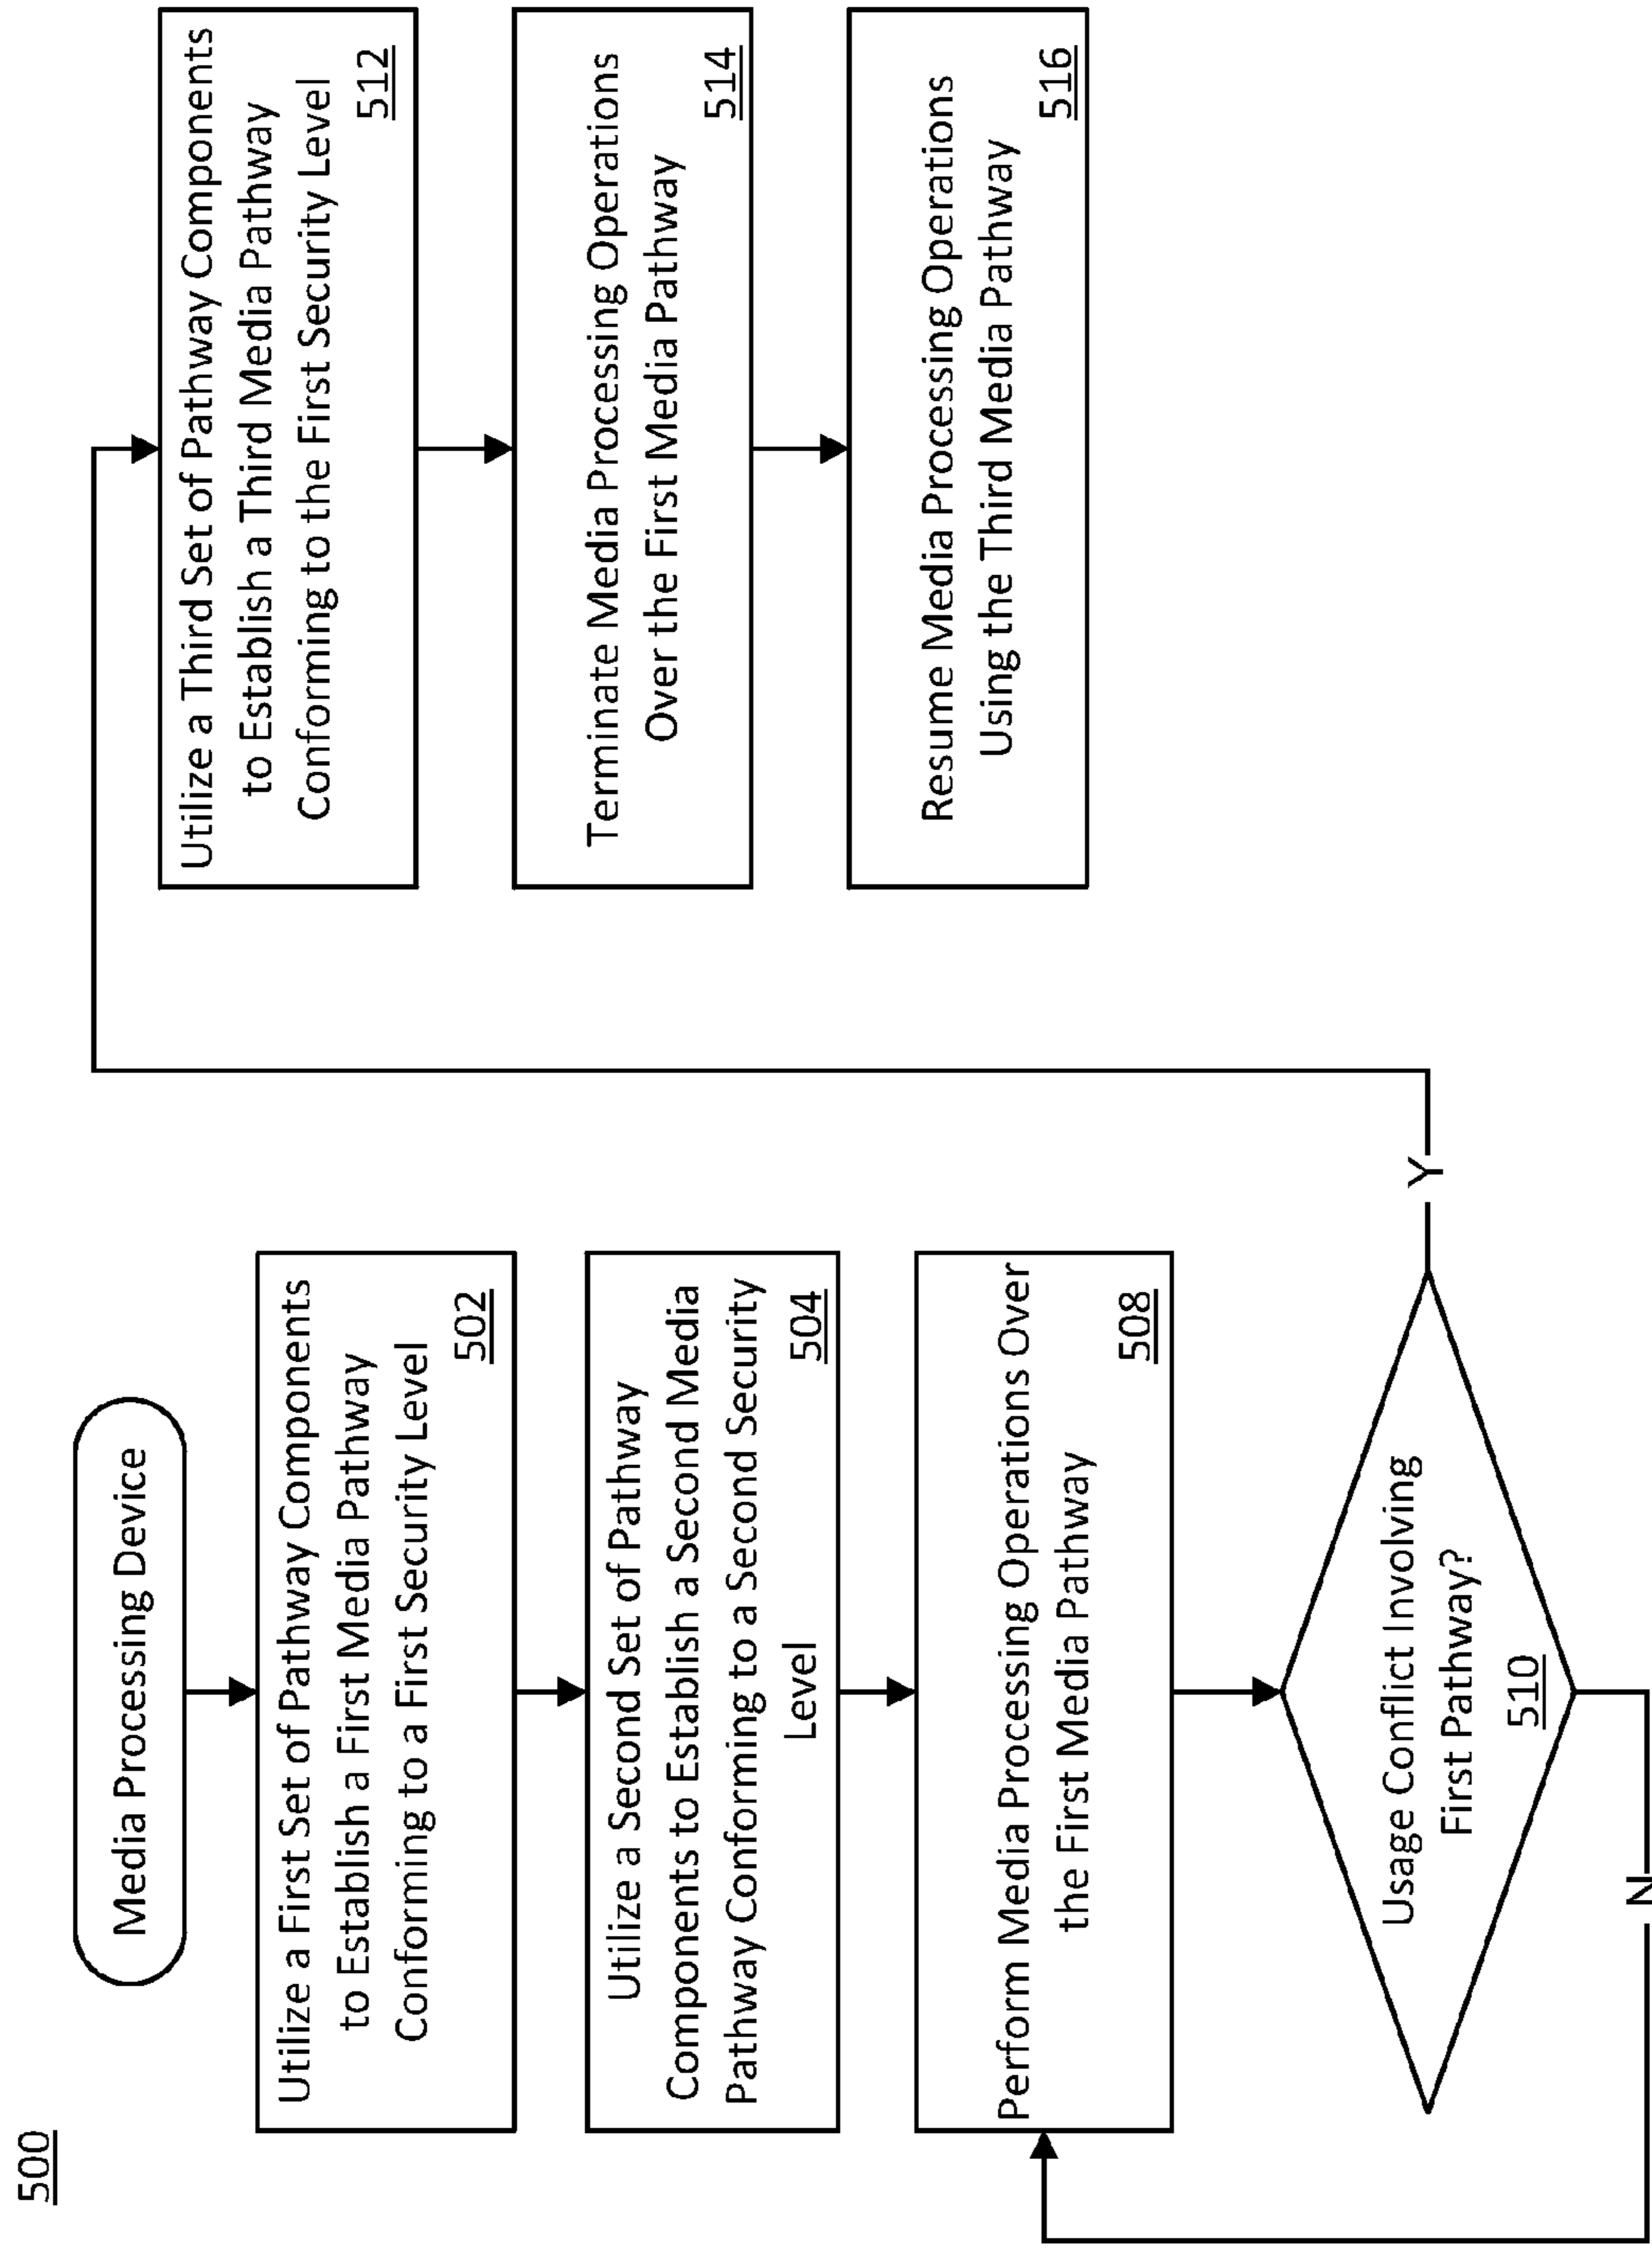 500
Media Processing Device
Utilize a First Set of Pathway Components
to Establish a First Media Pathway
Conforming to a First Security Level
502
Utilize a Second Set of Pathway
Components to Establish a Second Media
Pathway Conforming to a Second Security
Level
504
Perform Media Processing Operations Over
the First Media Pathway
508
Usage Conflict Involving
First Pathway?
510
N
Y
Utilize a Third Set of Pathway Components
to Establish a Third Media Pathway
Conforming to the First Security Level
512
Terminate Media Processing Operations
Over the First Media Pathway
514
Resume Media Processing Operations
Using the Third Media Pathway
516